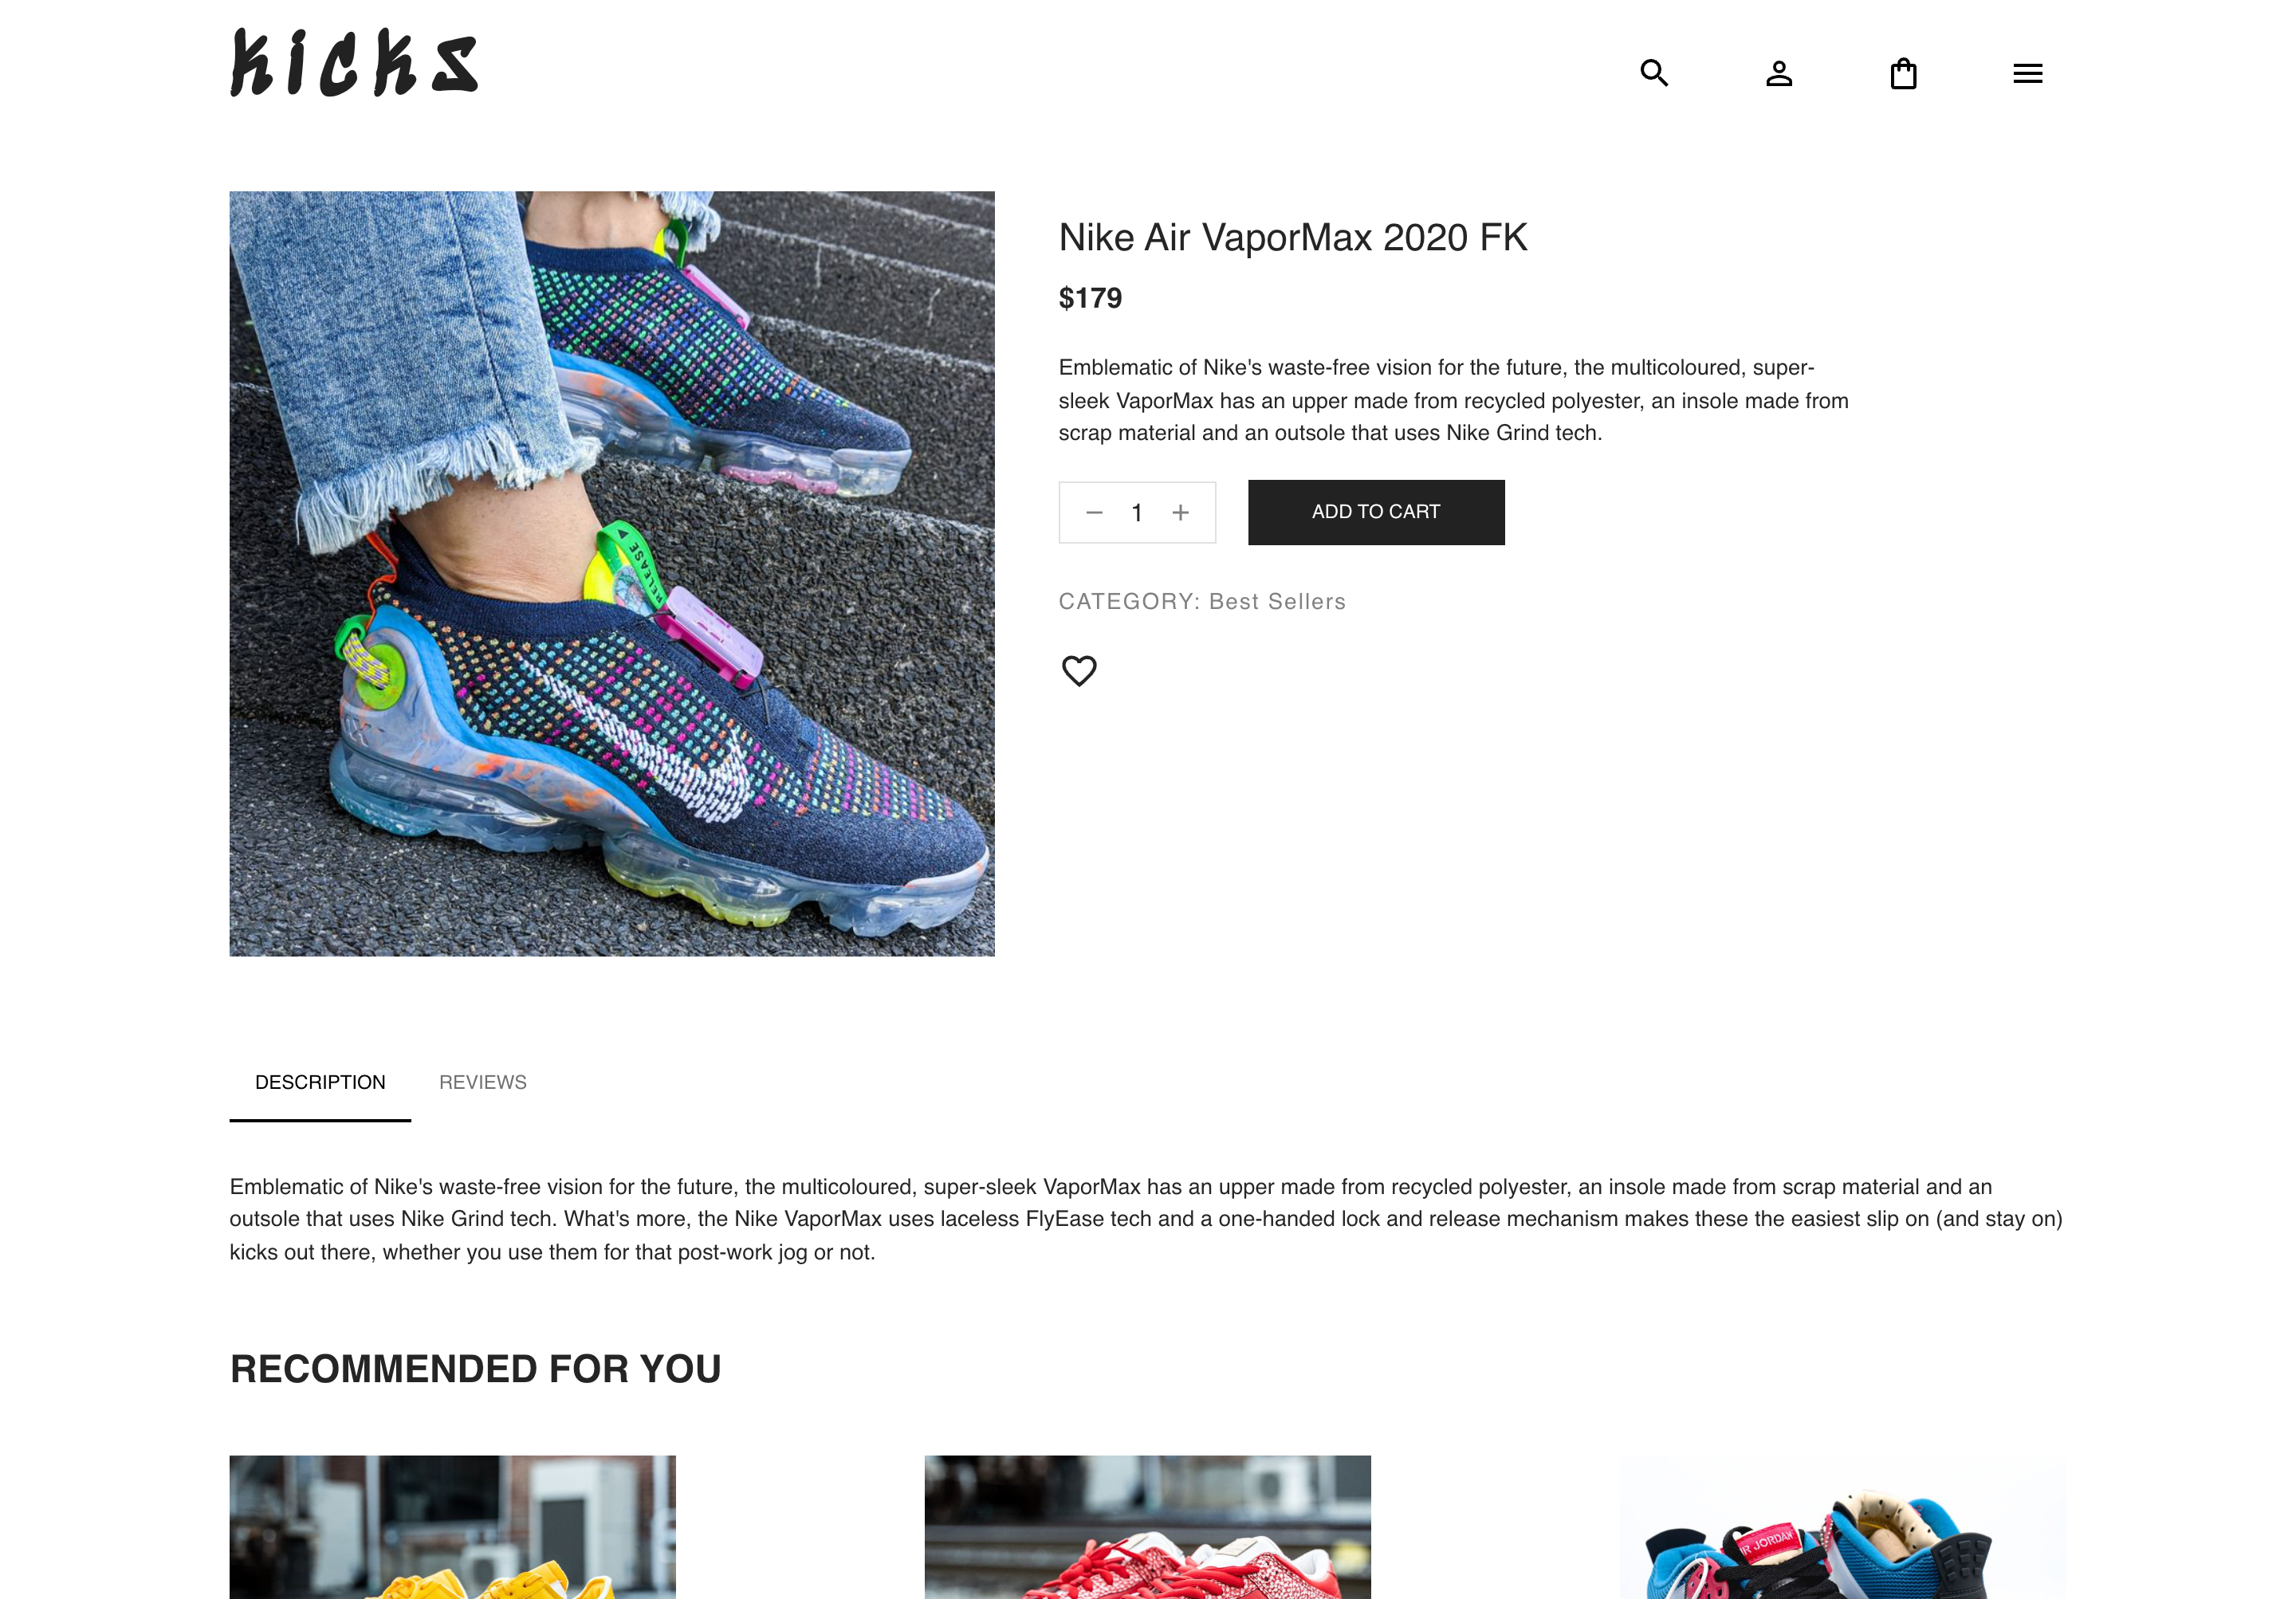 kicks
Nike Air VaporMax 2020 FK
$179
Emblematic of Nike's waste-free vision for the future, the multicoloured, super-
sleek VaporMax has an upper made from recycled polyester, an insole made from
scrap material and an outsole that uses Nike Grind tech.
RELEASE
1
ADD TO CART
CATEGORY: Best Sellers
DESCRIPTION REVIEWS
Emblematic of Nike's waste-free vision for the future, the multicoloured, super-sleek VaporMax has an upper made from recycled polyester, an insole made from scrap material and an
outsole that uses Nike Grind tech. What's more, the Nike VaporMax uses laceless FlyEase tech and a one-handed lock and release mechanism makes these the easiest slip on (and stay on)
kicks out there, whether you use them for that post-work jog or not.
RECOMMENDED FOR YOU
JORDAN